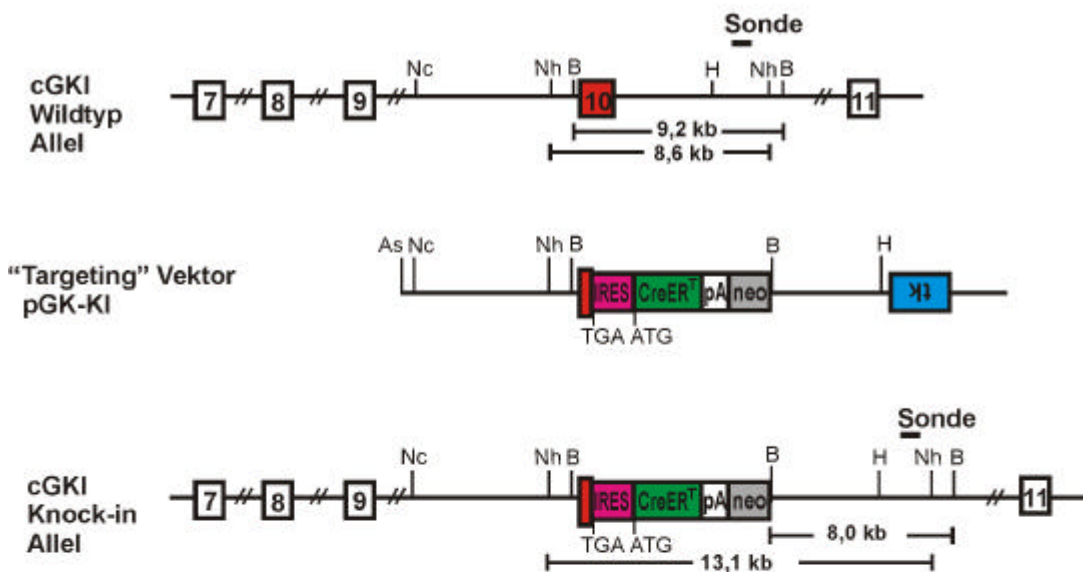 Sonde
Nc Nh B H Nh B
cGKI
Wildtyp
Allel
7 8 9 10 11
9,2 kb
8,6 kb
As Nc Nh B B H
“Targeting” Vektor
pGK-KI
IRES CreERᵀ pA neo tk
TGA ATG
Sonde
Nc Nh B B H Nh B
cGKI
Knock-in
Allel
7 8 9 IRES CreERᵀ pA neo 11
TGA ATG
8,0 kb
13,1 kb